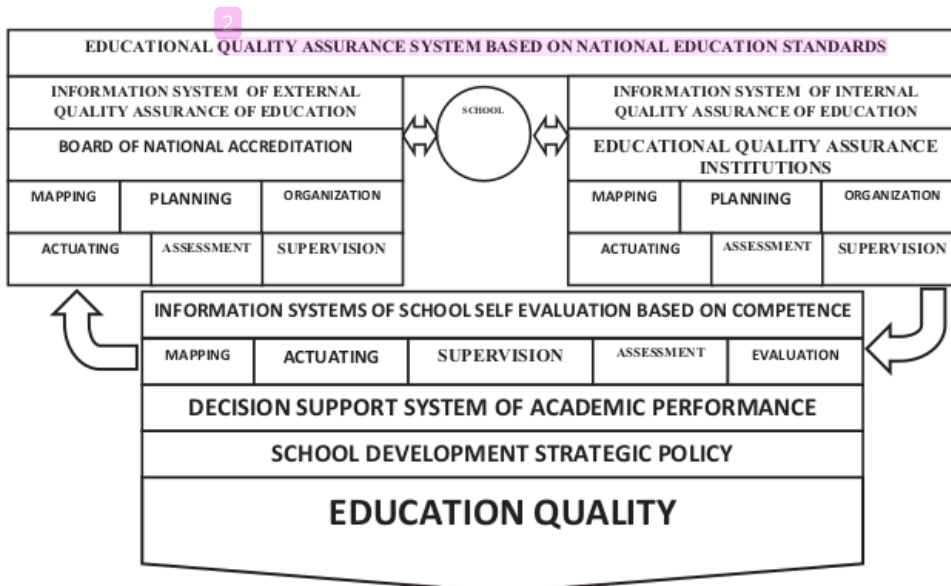 2
EDUCATIONAL QUALITY ASSURANCE SYSTEM BASED ON NATIONAL EDUCATION STANDARDS
INFORMATION SYSTEM OF EXTERNAL
QUALITY ASSURANCE OF EDUCATION
BOARD OF NATIONAL ACCREDITATION
MAPPING
PLANNING
ORGANIZATION
ACTUATING
ASSESSMENT
SUPERVISION
SCHOOL
INFORMATION SYSTEM OF INTERNAL
QUALITY ASSURANCE OF EDUCATION
EDUCATIONAL QUALITY ASSURANCE
INSTITUTIONS
MAPPING
PLANNING
ORGANIZATION
ACTUATING
ASSESSMENT
SUPERVISION
INFORMATION SYSTEMS OF SCHOOL SELF EVALUATION BASED ON COMPETENCE
MAPPING
ACTUATING
SUPERVISION
ASSESSMENT
EVALUATION
DECISION SUPPORT SYSTEM OF ACADEMIC PERFORMANCE
SCHOOL DEVELOPMENT STRATEGIC POLICY
EDUCATION QUALITY